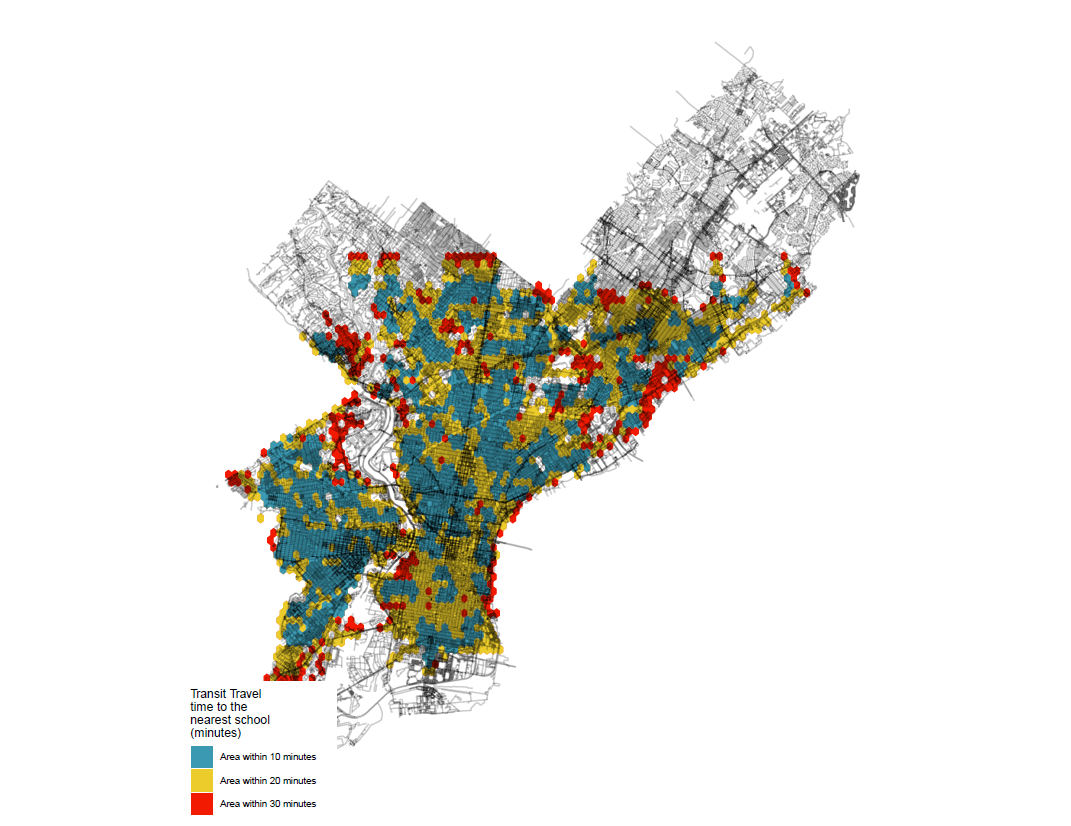 Transit Travel
time to the
nearest school
(minutes)
Area within 10 minutes
Area within 20 minutes
Area within 30 minutes